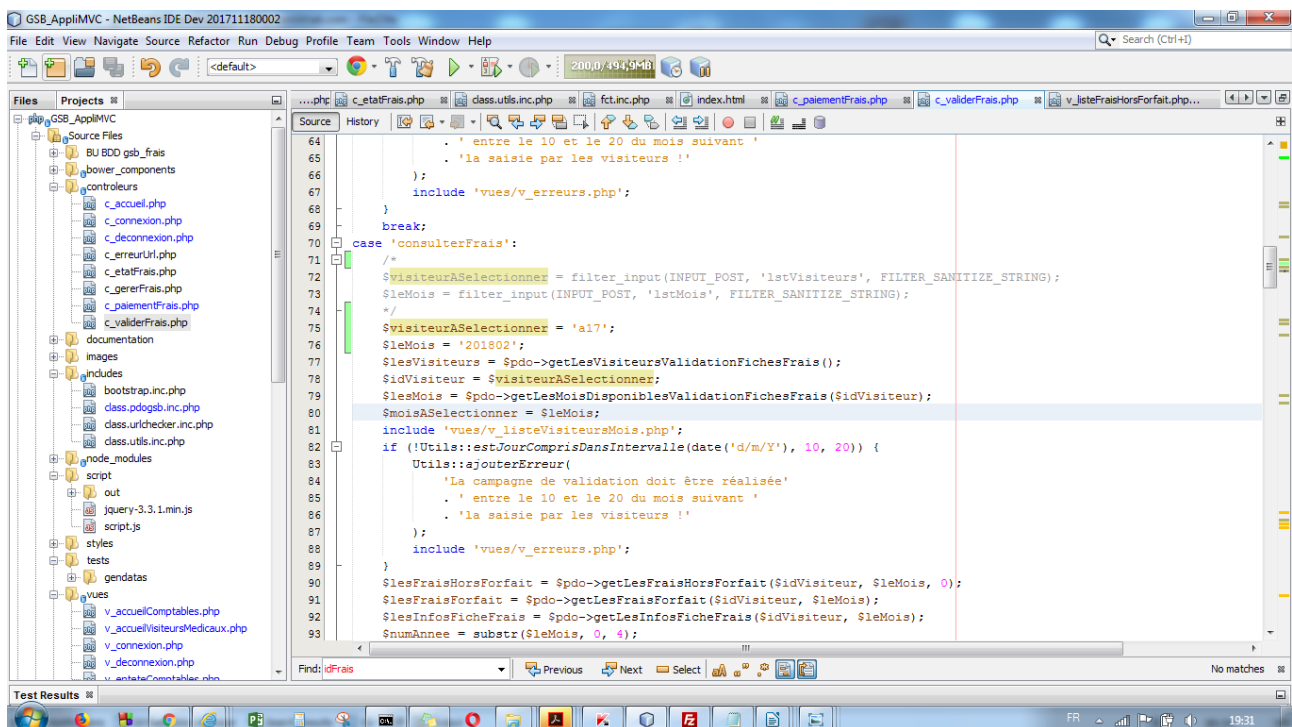 GSB_AppliMVC - NetBeans IDE Dev 201711180002
File Edit View Navigate Source Refactor Run Debug Profile Team Tools Window Help
Search (Ctrl+I)
<default>
200,0/494,9MB
Files Projects
....php c_etatFrais.php class.utils.inc.php fct.inc.php index.html c_paiementFrais.php c_validerFrais.php v_listeFraisHorsForfait.php...
Source History
GSB_AppliMVC
Source Files
BU BDD gsb_frais
bower_components
controleurs
c_accueil.php
c_connexion.php
c_deconnexion.php
c_erreurUrl.php
c_etatFrais.php
c_gererFrais.php
c_paiementFrais.php
c_validerFrais.php
documentation
images
includes
bootstrap.inc.php
class.pdogsb.inc.php
class.urlchecker.inc.php
class.utils.inc.php
node_modules
script
out
jquery-3.3.1.min.js
script.js
styles
tests
gendatas
vues
v_accueilComptables.php
v_accueilVisiteursMedicaux.php
v_connexion.php
v_deconnexion.php
v_enteteComptables.php
64 . ' entre le 10 et le 20 du mois suivant '
65 . 'la saisie par les visiteurs !'
66 );
67 include 'vues/v_erreurs.php';
68 }
69 break;
70 case 'consulterFrais':
71 /*
72 $visiteurASelectionner = filter_input(INPUT_POST, 'lstVisiteurs', FILTER_SANITIZE_STRING);
73 $leMois = filter_input(INPUT_POST, 'lstMois', FILTER_SANITIZE_STRING);
74 */
75 $visiteurASelectionner = 'a17';
76 $leMois = '201802';
77 $lesVisiteurs = $pdo->getLesVisiteursValidationFichesFrais();
78 $idVisiteur = $visiteurASelectionner;
79 $lesMois = $pdo->getLesMoisDisponiblesValidationFichesFrais($idVisiteur);
80 $moisASelectionner = $leMois;
81 include 'vues/v_listeVisiteursMois.php';
82 if (!Utils::estJourComprisDansIntervalle(date('d/m/Y'), 10, 20)) {
83 Utils::ajouterErreur(
84 'La campagne de validation doit être réalisée'
85 . ' entre le 10 et le 20 du mois suivant '
86 . 'la saisie par les visiteurs !'
87 );
88 include 'vues/v_erreurs.php';
89 }
90 $lesFraisHorsForfait = $pdo->getLesFraisHorsForfait($idVisiteur, $leMois, 0);
91 $lesFraisForfait = $pdo->getLesFraisForfait($idVisiteur, $leMois);
92 $lesInfosFicheFrais = $pdo->getLesInfosFicheFrais($idVisiteur, $leMois);
93 $numAnnee = substr($leMois, 0, 4);
Find: idFrais Previous Next Select No matches
Test Results
FR 19:31